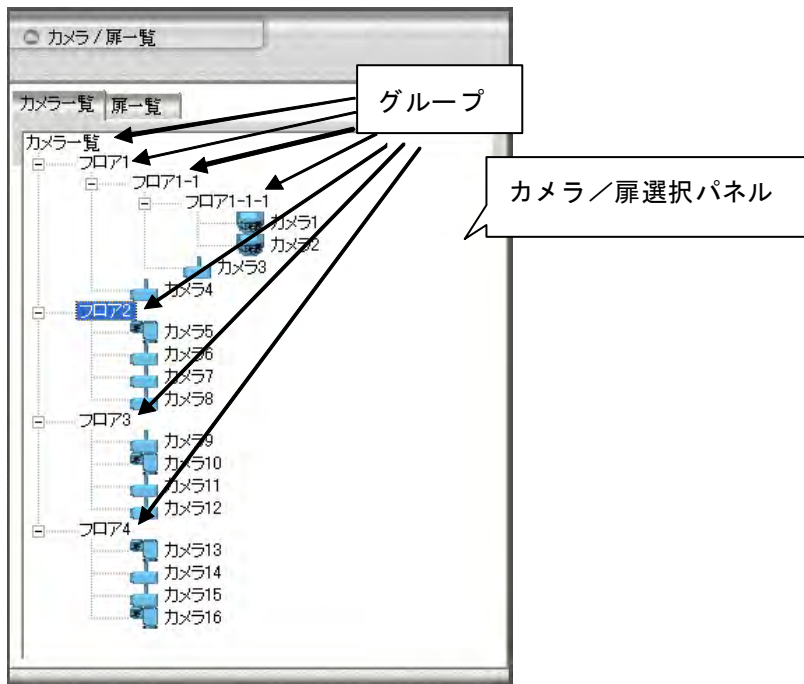 カメラ / 扉一覧
カメラ一覧 扉一覧
グループ
カメラ／扉選択パネル
カメラ一覧
フロア1
フロア1-1
フロア1-1-1
カメラ1
カメラ2
カメラ3
カメラ4
フロア2
カメラ5
カメラ6
カメラ7
カメラ8
フロア3
カメラ9
カメラ10
カメラ11
カメラ12
フロア4
カメラ13
カメラ14
カメラ15
カメラ16